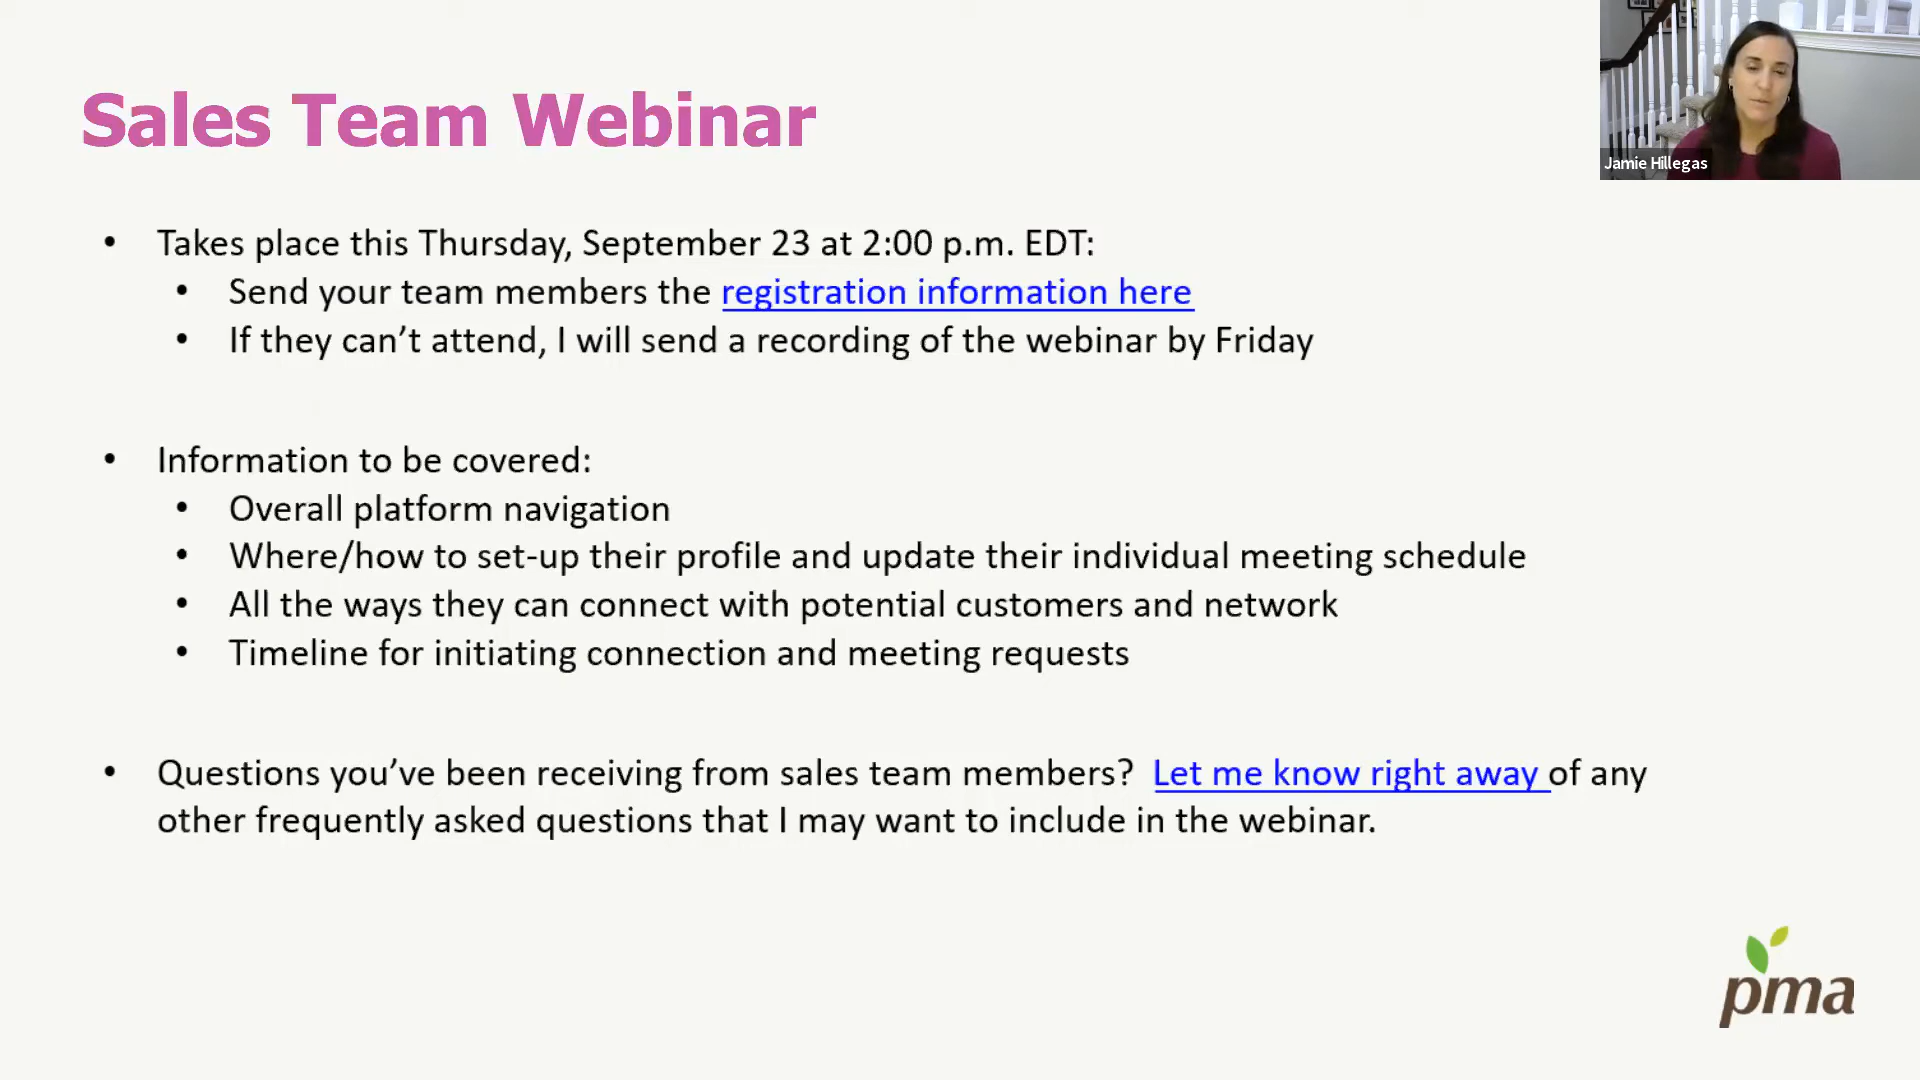 Sales Team Webinar
Jamie Hillegas
• Takes place this Thursday, September 23 at 2:00 p.m. EDT:
• Send your team members the registration information here
• If they can’t attend, I will send a recording of the webinar by Friday
• Information to be covered:
• Overall platform navigation
• Where/how to set-up their profile and update their individual meeting schedule
• All the ways they can connect with potential customers and network
• Timeline for initiating connection and meeting requests
• Questions you’ve been receiving from sales team members? Let me know right away of any
other frequently asked questions that I may want to include in the webinar.
pma